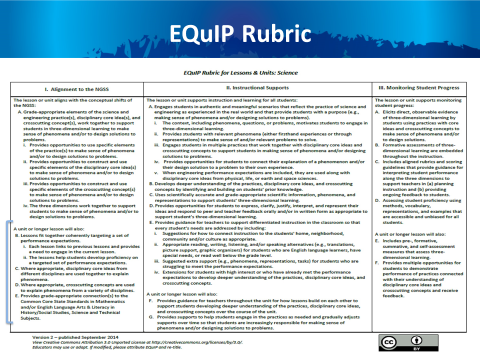 EQuIP Rubric
EQuIP Rubric for Lessons & Units: Science
I. Alignment to the NGSS
The lesson or unit aligns with the conceptual shifts of
the NGSS:
A. Grade-appropriate elements of the science and
engineering practice(s), disciplinary core idea(s), and
crosscutting concept(s), work together to support
students in three-dimensional learning to make
sense of phenomena and/or to design solutions to
problems.
i. Provides opportunities to use specific elements
of the practice(s) to make sense of phenomena
and/or to design solutions to problems.
ii. Provides opportunities to construct and use
specific elements of the disciplinary core idea(s)
to make sense of phenomena and/or to design
solutions to problems.
iii. Provides opportunities to construct and use
specific elements of the crosscutting concept(s)
to make sense of phenomena and/or to design
solutions to problems.
iv. The three dimensions work together to support
students to make sense of phenomena and/or to
design solutions to problems.
A unit or longer lesson will also:
B. Lessons fit together coherently targeting a set of
performance expectations.
i. Each lesson links to previous lessons and provides
a need to engage in the current lesson.
ii. The lessons help students develop proficiency on
a targeted set of performance expectations.
C. Where appropriate, disciplinary core ideas from
different disciplines are used together to explain
phenomena.
D. Where appropriate, crosscutting concepts are used
to explain phenomena from a variety of disciplines.
E. Provides grade-appropriate connection(s) to the
Common Core State Standards in Mathematics
and/or English Language Arts & Literacy in
History/Social Studies, Science and Technical
Subjects.
II. Instructional Supports
The lesson or unit supports instruction and learning for all students:
A. Engages students in authentic and meaningful scenarios that reflect the practice of science and
engineering as experienced in the real world and that provide students with a purpose (e.g.,
making sense of phenomena and/or designing solutions to problems).
i. The context, including phenomena, questions, or problems, motivates students to engage in
three-dimensional learning.
ii. Provides students with relevant phenomena (either firsthand experiences or through
representations) to make sense of and/or relevant problems to solve.
iii. Engages students in multiple practices that work together with disciplinary core ideas and
crosscutting concepts to support students in making sense of phenomena and/or designing
solutions to problems.
iv. Provides opportunities for students to connect their explanation of a phenomenon and/or
their design solution to a problem to their own experience.
v. When engineering performance expectations are included, they are used along with
disciplinary core ideas from physical, life, or earth and space sciences.
B. Develops deeper understanding of the practices, disciplinary core ideas, and crosscutting
concepts by identifying and building on students' prior knowledge.
C. Uses scientifically accurate and grade-appropriate scientific information, phenomena, and
representations to support students' three-dimensional learning.
D. Provides opportunities for students to express, clarify, justify, interpret, and represent their
ideas and respond to peer and teacher feedback orally and/or in written form as appropriate to
support student's three-dimensional learning.
E. Provides guidance for teachers to support differentiated instruction in the classroom so that
every student's needs are addressed by including:
i. Suggestions for how to connect instruction to the students' home, neighborhood,
community and/or culture as appropriate.
ii. Appropriate reading, writing, listening, and/or speaking alternatives (e.g., translations,
picture support, graphic organizers) for students who are English language learners, have
special needs, or read well below the grade level.
iii. Suggested extra support (e.g., phenomena, representations, tasks) for students who are
struggling to meet the performance expectations.
iv. Extensions for students with high interest or who have already met the performance
expectations to develop deeper understanding of the practices, disciplinary core ideas, and
crosscutting concepts.
A unit or longer lesson will also:
F. Provides guidance for teachers throughout the unit for how lessons build on each other to
support students developing deeper understanding of the practices, disciplinary core ideas,
and crosscutting concepts over the course of the unit.
G. Provides supports to help students engage in the practices as needed and gradually adjusts
supports over time so that students are increasingly responsible for making sense of
phenomena and/or designing solutions to problems.
III. Monitoring Student Progress
The lesson or unit supports monitoring
student progress:
A. Elicits direct, observable evidence
of three-dimensional learning by
students using practices with core
ideas and crosscutting concepts to
make sense of phenomena and/or
to design solutions.
B. Formative assessments of three-
dimensional learning are embedded
throughout the instruction.
C. Includes aligned rubrics and scoring
guidelines that provide guidance for
interpreting student performance
along the three dimensions to
support teachers in (a) planning
instruction and (b) providing
ongoing feedback to students.
D. Assessing student proficiency using
methods, vocabulary,
representations, and examples that
are accessible and unbiased for all
students.
A unit or longer lesson will also:
E. Includes pre-, formative,
summative, and self-assessment
measures that assess three-
dimensional learning.
F. Provides multiple opportunities for
students to demonstrate
performance of practices connected
with their understanding of
disciplinary core ideas and
crosscutting concepts and receive
feedback.
Version 2 – published September 2014
View Creative Commons Attribution 3.0 Unported License at http://creativecommons.org/licenses/by/3.0/.
Educators may use or adapt. If modified, please attribute EQuIP and re-title.
CC BY